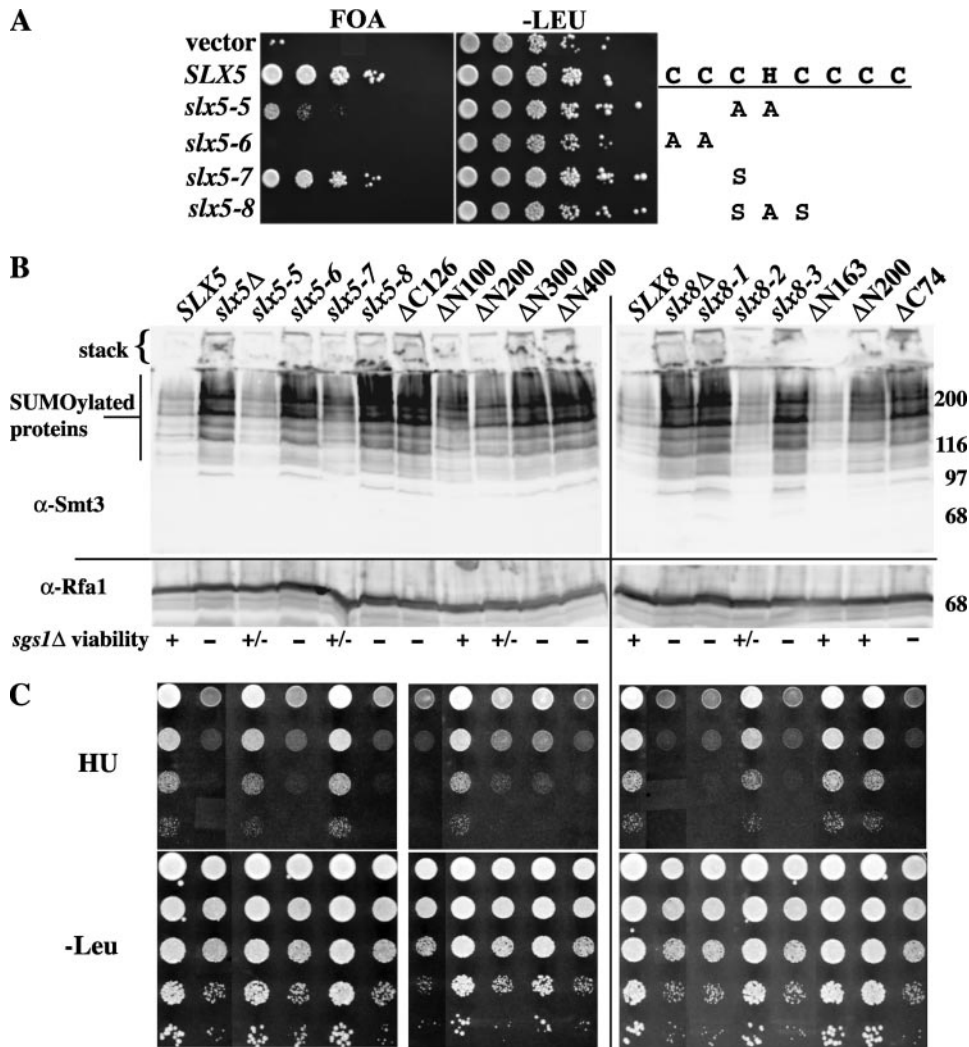 A
FOA
-LEU
vector
SLX5
C C C H C C C C
slx5-5
A A
slx5-6
A A
slx5-7
S
slx5-8
S A S
B
SLX5
slx5Δ
slx5-5
slx5-6
slx5-7
slx5-8
ΔC126
ΔN100
ΔN200
ΔN300
ΔN400
SLX8
slx8Δ
slx8-1
slx8-2
slx8-3
ΔN163
ΔN200
ΔC74
stack {
SUMOylated
proteins
200
116
97
α-Smt3
68
α-Rfa1
68
sgs1Δ viability + − +/- − +/- − − + +/- − − + − − +/- − + + −
C
HU
-Leu